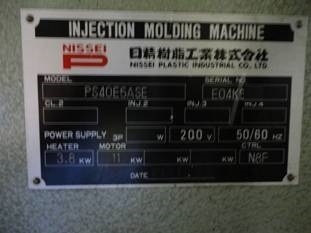 INJECTION MOLDING MACHINE
NISSEI
P
日精樹脂工業株式会社
NISSEI PLASTIC INDUSTRIAL CO., LTD
MODEL SERIAL NO.
PS40E5ASE E04K5
CL.2 INJ.2 INJ.3 INJ.4
POWER SUPPLY 3P W 200 V 50/60 HZ
HEATER MOTOR CTRL
3.8 KW 11 KW KW KW N8F
DATE